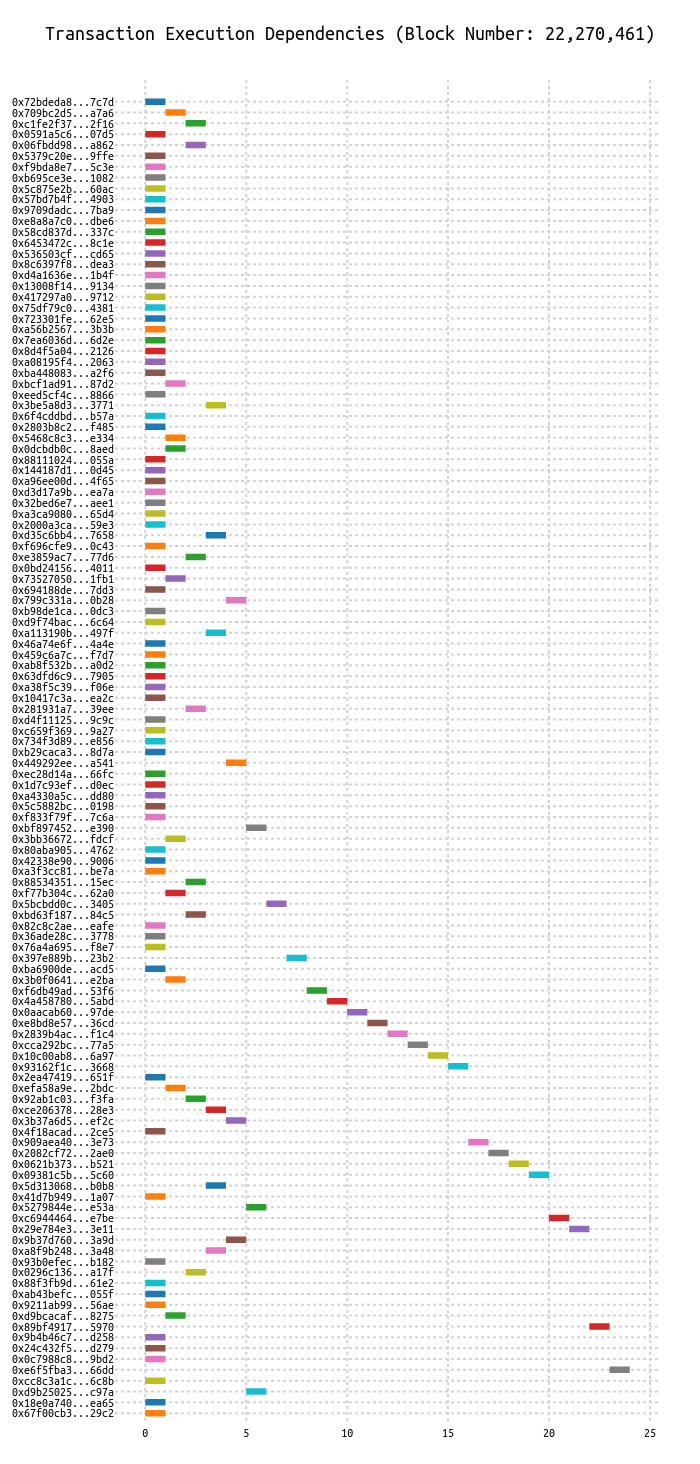 Transaction Execution Dependencies (Block Number: 22,270,461)
0x72bdeda8...7c7d
0x709bc2d5...a7a6
0xc1fe2f37...2f16
0x0591a5c6...07d5
0x06fbdd98...a862
0x5379c20e...9ffe
0xf9bda8e7...5c3e
0xb695ce3e...1082
0x5c875e2b...60ac
0x57bd7b4f...4903
0x9709dadc...7ba9
0xe8a8a7c0...dbe6
0x58cd837d...337c
0x6453472c...8c1e
0x536503cf...cd65
0x8c6397f8...dea3
0xd4a1636e...1b4f
0x13008f14...9134
0x417297a0...9712
0x75df79c0...4381
0x723301fe...62e5
0xa56b2567...3b3b
0x7ea6036d...6d2e
0x8d4f5a04...2126
0xa08195f4...2063
0xba448083...a2f6
0xbcf1ad91...87d2
0xeed5cf4c...8866
0x3be5a8d3...3771
0x6f4cddbd...b57a
0x2803b8c2...f485
0x5468c8c3...e334
0x0dcbdb0c...8aed
0x88111024...055a
0x144187d1...0d45
0xa96ee00d...4f65
0xd3d17a9b...ea7a
0x32bed6e7...aee1
0xa3ca9080...65d4
0x2000a3ca...59e3
0xd35c6bb4...7658
0xf696cfe9...0c43
0xe3859ac7...77d6
0x0bd24156...4011
0x73527050...1fb1
0x694188de...7dd3
0x799c331a...0b28
0xb98de1ca...0dc3
0xd9f74bac...6c64
0xa113190b...497f
0x46a74e6f...4a4e
0x459c6a7c...f7d7
0xab8f532b...a0d2
0x63dfd6c9...7905
0xa38f5c39...f06e
0x10417c3a...ea2c
0x281931a7...39ee
0xd4f11125...9c9c
0xc659f369...9a27
0x734f3d89...e856
0xb29caca3...8d7a
0x449292ee...a541
0xec28d14a...66fc
0x1d7c93ef...d0ec
0xa4330a5c...dd80
0x5c5882bc...0198
0xf833f79f...7c6a
0xbf897452...e390
0x3bb36672...fdcf
0x80aba905...4762
0x42338e90...9006
0xa3f3cc81...be7a
0x88534351...15ec
0xf77b304c...62a0
0x5bcbdd0c...3405
0xbd63f187...84c5
0x82c8c2ae...eafe
0x36ade28c...3778
0x76a4a695...f8e7
0x397e889b...23b2
0xba6900de...acd5
0x3b0f0641...e2ba
0xf6db49ad...53f6
0x4a458780...5abd
0x0aacab60...97de
0xe8bd8e57...36cd
0x2839b4ac...f1c4
0xcca292bc...77a5
0x10c00ab8...6a97
0x93162f1c...3668
0x2ea47419...651f
0xefa58a9e...2bdc
0x92ab1c03...f3fa
0xce206378...28e3
0x3b37a6d5...ef2c
0x4f18acad...2ce5
0x909aea40...3e73
0x2082cf72...2ae0
0x0621b373...b521
0x09381c5b...5c60
0x5d313068...b0b8
0x41d7b949...1a07
0x5279844e...e53a
0xc6944464...e7be
0x29e784e3...3e11
0x9b37d760...3a9d
0xa8f9b248...3a48
0x93b0efec...b182
0x0296c136...a17f
0x88f3fb9d...61e2
0xab43befc...055f
0x9211ab99...56ae
0xd9bcacaf...8275
0x89bf4917...5970
0x9b4b46c7...d258
0x24c432f5...d279
0x0c7988c8...9bd2
0xe6f5fba3...66dd
0xcc8c3a1c...6c8b
0xd9b25025...c97a
0x18e0a740...ea65
0x67f00cb3...29c2
0 5 10 15 20 25